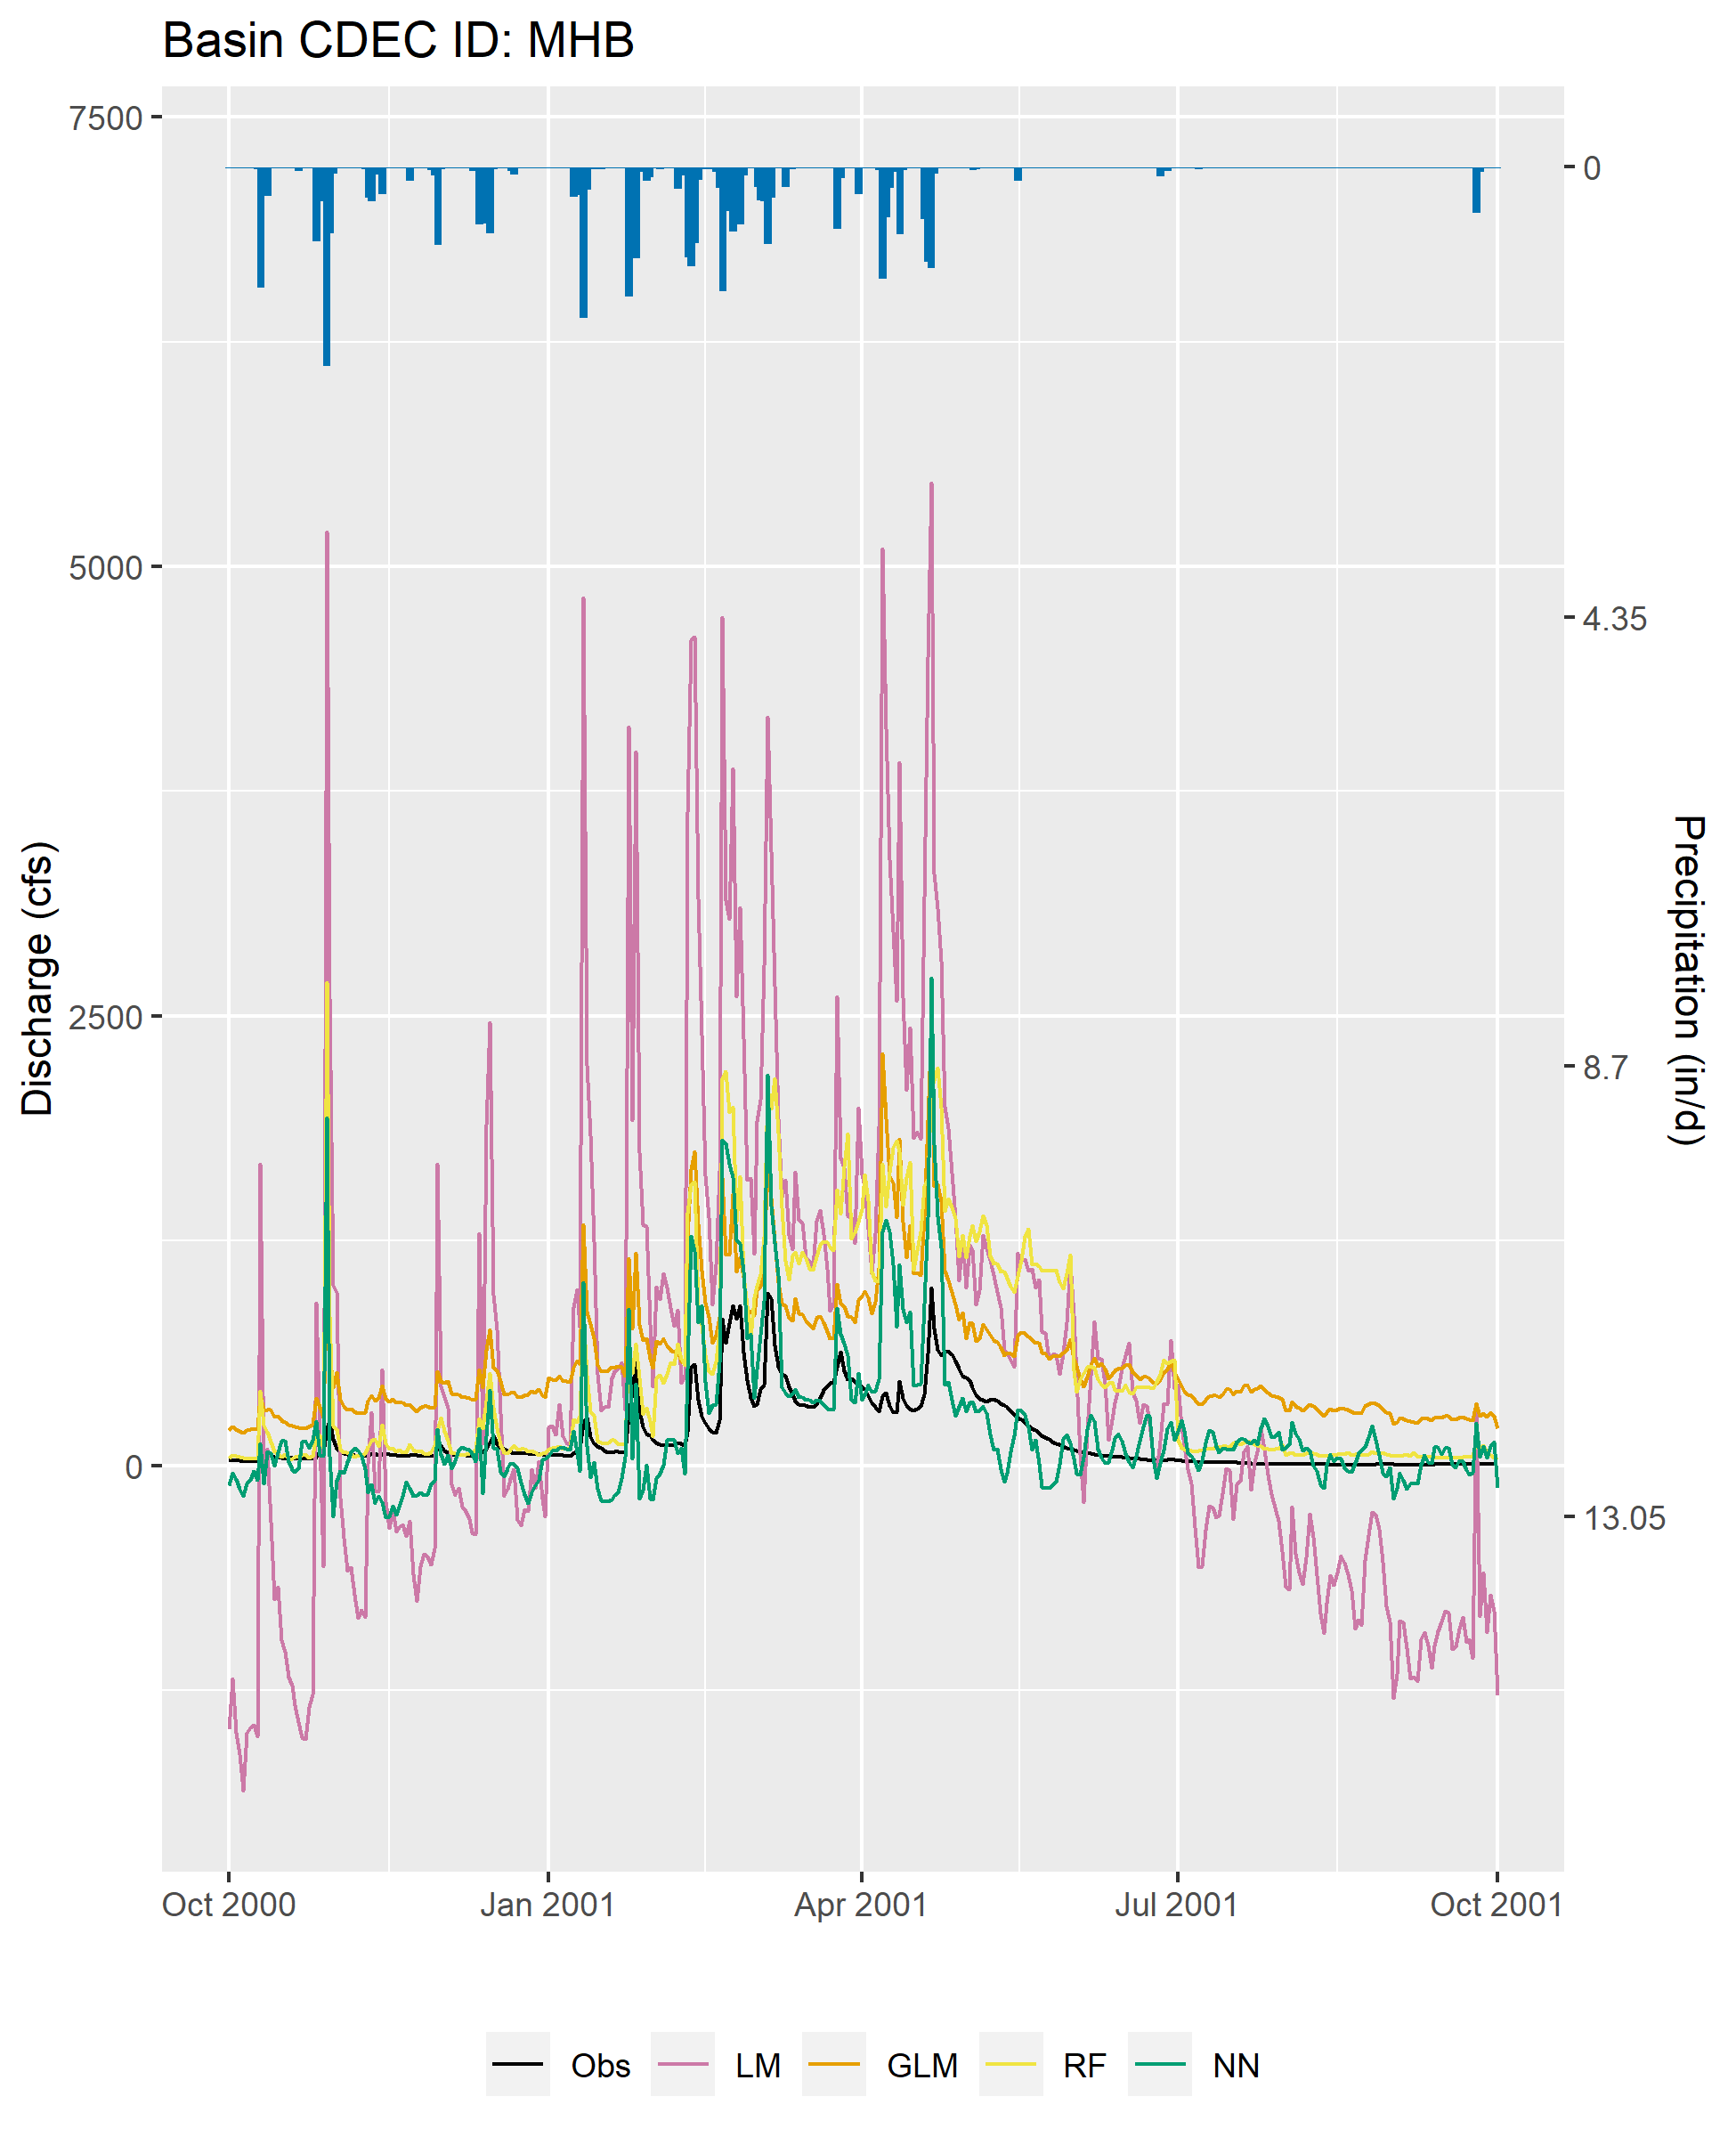 Basin CDEC ID: MHB
7500
5000
2500
0
Discharge (cfs)
0
4.35
8.7
13.05
Precipitation (in/d)
Oct 2000 Jan 2001 Apr 2001 Jul 2001 Oct 2001
Obs LM GLM RF NN